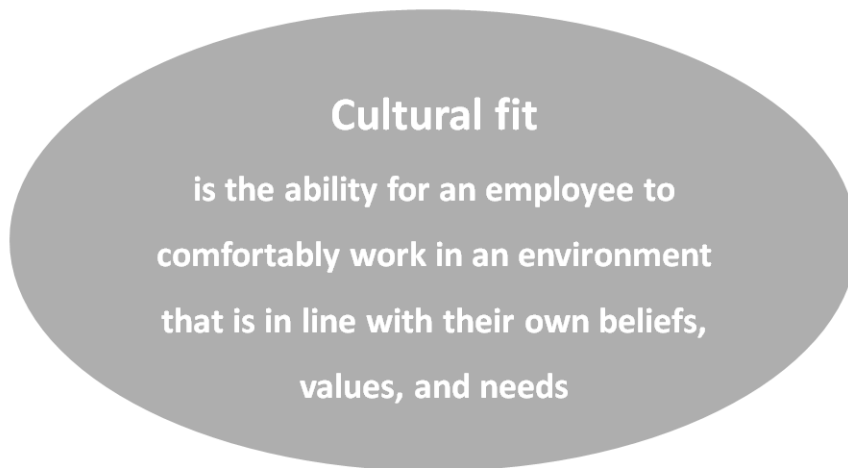 Cultural fit
is the ability for an employee to
comfortably work in an environment
that is in line with their own beliefs,
values, and needs